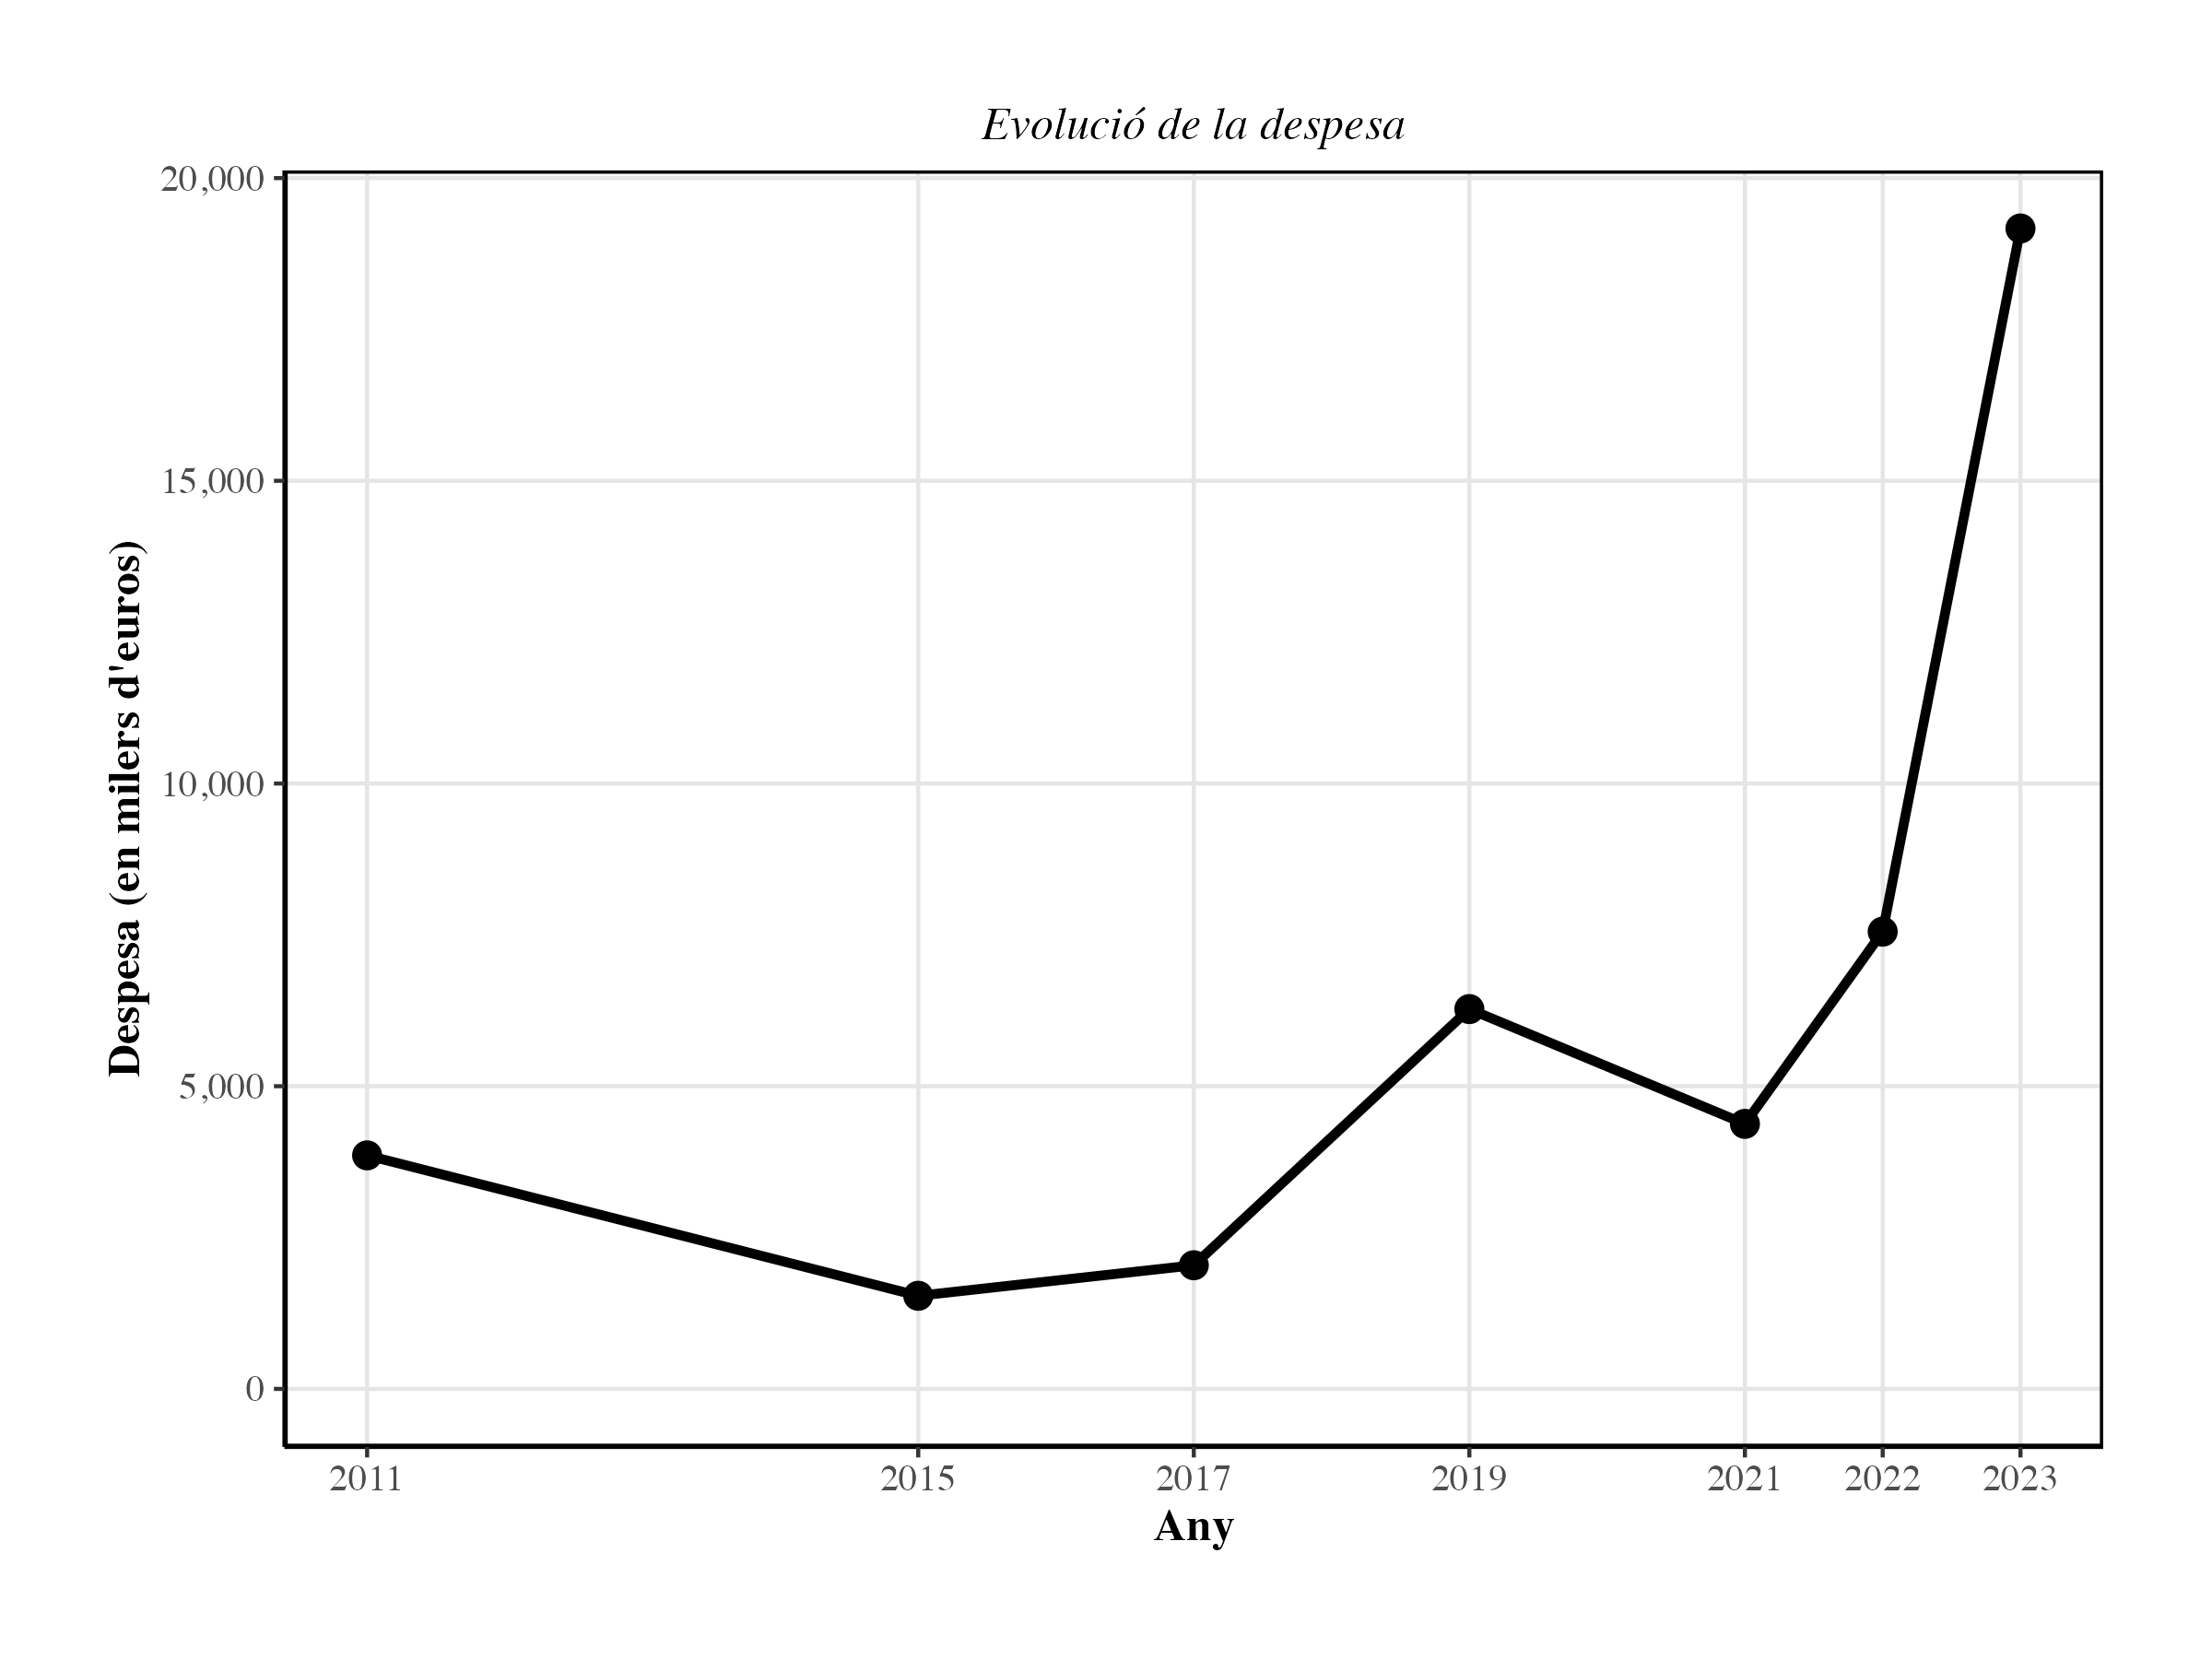 Evolució de la despesa
20,000
15,000
10,000
5,000
0
Despesa (en milers d'euros)
2011 2015 2017 2019 2021 2022 2023
Any